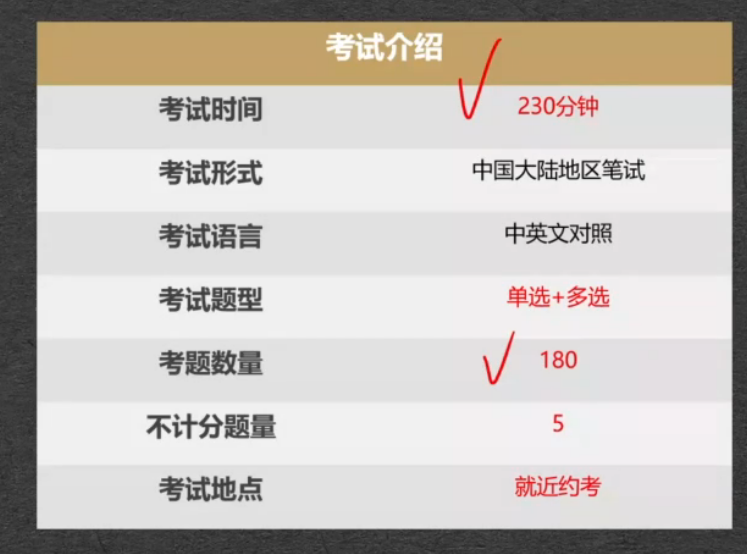 考试介绍
考试时间 230分钟
考试形式 中国大陆地区笔试
考试语言 中英文对照
考试题型 单选+多选
考题数量 180
不计分题量 5
考试地点 就近约考